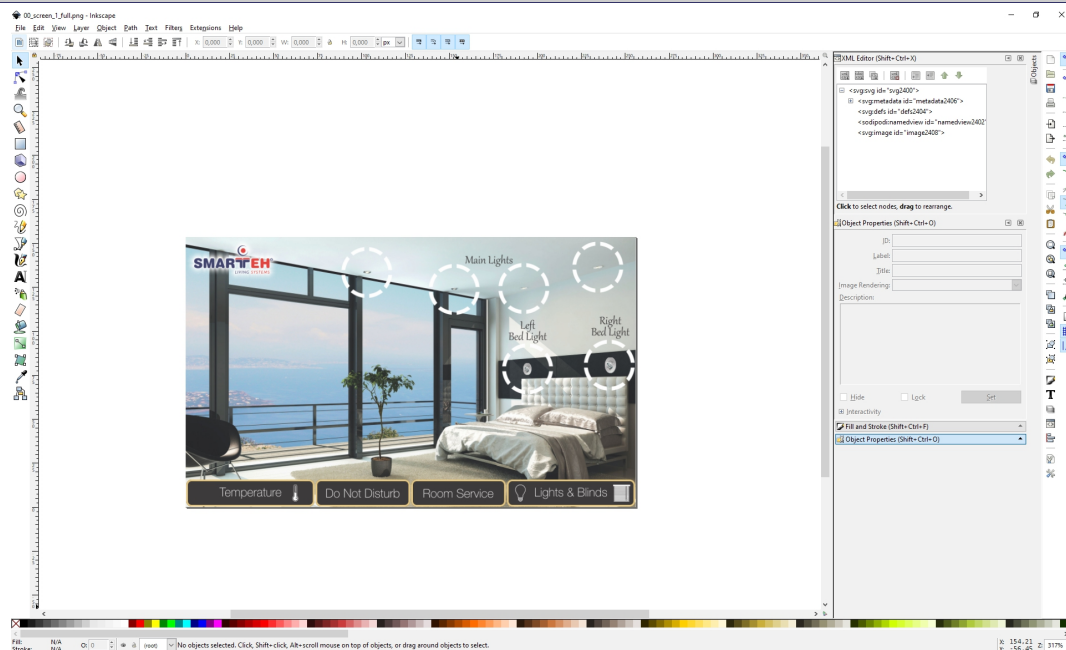 00_screen_1_full.png - Inkscape
File Edit View Layer Object Path Text Filters Extensions Help
X: 0,000 Y: 0,000 W: 0,000 H: 0,000 px
XML Editor (Shift+Ctrl+X)
Objects
<svg:svg id="svg2400">
<svg:metadata id="metadata2406">
<svg:defs id="defs2404">
<sodipodi:namedview id="namedview2402"
<svg:image id="image2408">
Click to select nodes, drag to rearrange.
Object Properties (Shift+Ctrl+O)
ID:
Label:
Title:
Image Rendering:
Description:
Hide Lock Set
Interactivity
Fill and Stroke (Shift+Ctrl+F)
Object Properties (Shift+Ctrl+O)
SMARTEH
LIVING SYSTEMS
Main Lights
Left
Bed Light
Right
Bed Light
Temperature Do Not Disturb Room Service Lights & Blinds
Fill: N/A
Stroke: N/A
O: 0 (root) No objects selected. Click, Shift+click, Alt+scroll mouse on top of objects, or drag around objects to select.
X: 154,21
Y: -56,45
Z: 317%